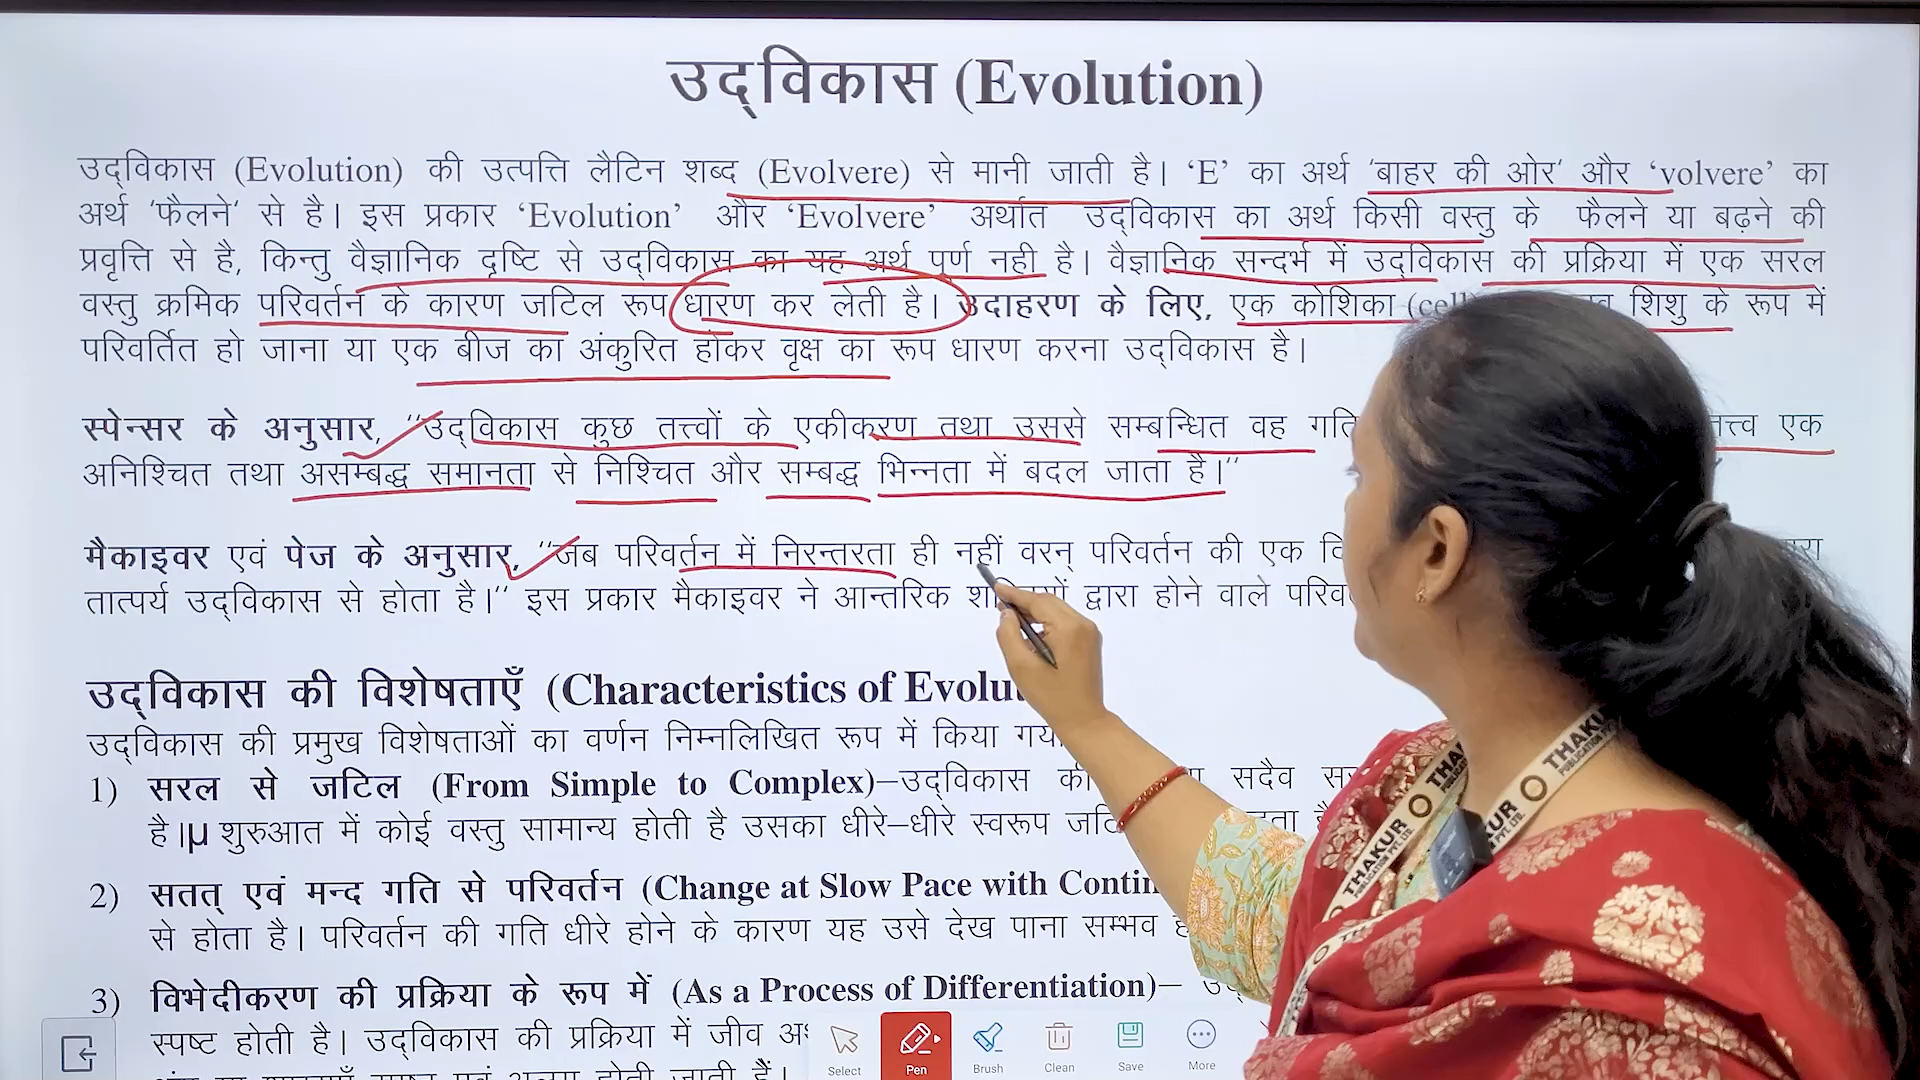 उद्विकास (Evolution)
उद्विकास (Evolution) की उत्पत्ति लैटिन शब्द (Evolvere) से मानी जाती है। ‘E’ का अर्थ ‘बाहर की ओर‘ और ‘volvere’ का
अर्थ ‘फैलने‘ से है। इस प्रकार ‘Evolution’ और ‘Evolvere’ अर्थात उद्विकास का अर्थ किसी वस्तु के फैलने या बढ़ने की
प्रवृत्ति से है, किन्तु वैज्ञानिक दृष्टि से उद्विकास का यह अर्थ पूर्ण नही है। वैज्ञानिक सन्दर्भ में उद्विकास की प्रक्रिया में एक सरल
वस्तु क्रमिक परिवर्तन के कारण जटिल रूप धारण कर लेती है। उदाहरण के लिए, एक कोशिका (cell शिशु के रूप में
परिवर्तित हो जाना या एक बीज का अंकुरित होकर वृक्ष का रूप धारण करना उद्विकास है।
स्पेन्सर के अनुसार, “उद्विकास कुछ तत्त्वों के एकीकरण तथा उससे सम्बन्धित वह गति तत्त्व एक
अनिश्चित तथा असम्बद्ध समानता से निश्चित और सम्बद्ध भिन्नता में बदल जाता है।”
मैकाइवर एवं पेज के अनुसार, “जब परिवर्तन में निरन्तरता ही नहीं वरन् परिवर्तन की एक
तात्पर्य उद्विकास से होता है।” इस प्रकार मैकाइवर ने आन्तरिक शक्तियों द्वारा होने वाले
उद्विकास की विशेषताएँ (Characteristics of Evolu
उद्विकास की प्रमुख विशेषताओं का वर्णन निम्नलिखित रूप में किया गया
1) सरल से जटिल (From Simple to Complex)–उद्विकास की सदैव
है।µ शुरुआत में कोई वस्तु सामान्य होती है उसका धीरे–धीरे स्वरूप
2) सतत् एवं मन्द गति से परिवर्तन (Change at Slow Pace with Contin
से होता है। परिवर्तन की गति धीरे होने के कारण यह उसे देख पाना सम्भव
3) विभेदीकरण की प्रक्रिया के रूप में (As a Process of Differentiation)–
स्पष्ट होती है। उद्विकास की प्रक्रिया में जीव
Select Pen Brush Clean Save More
THAKUR PUBLICATION PVT. LTD.